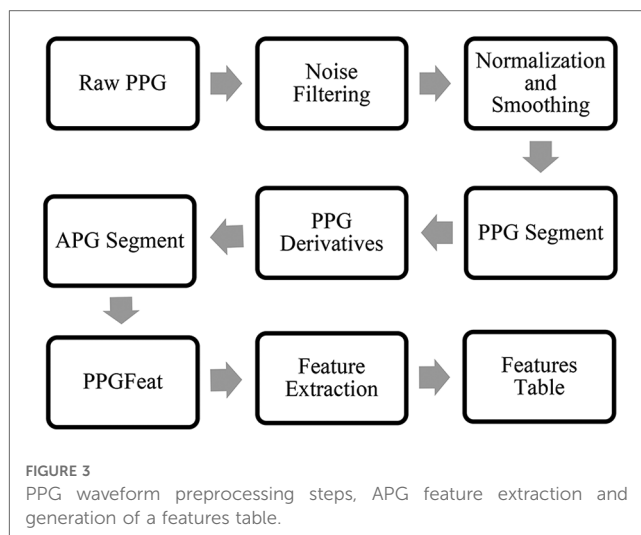 Raw PPG
Noise
Filtering
Normalization
and
Smoothing
PPG Segment
PPG
Derivatives
APG Segment
PPGFeat
Feature
Extraction
Features
Table
FIGURE 3
PPG waveform preprocessing steps, APG feature extraction and
generation of a features table.